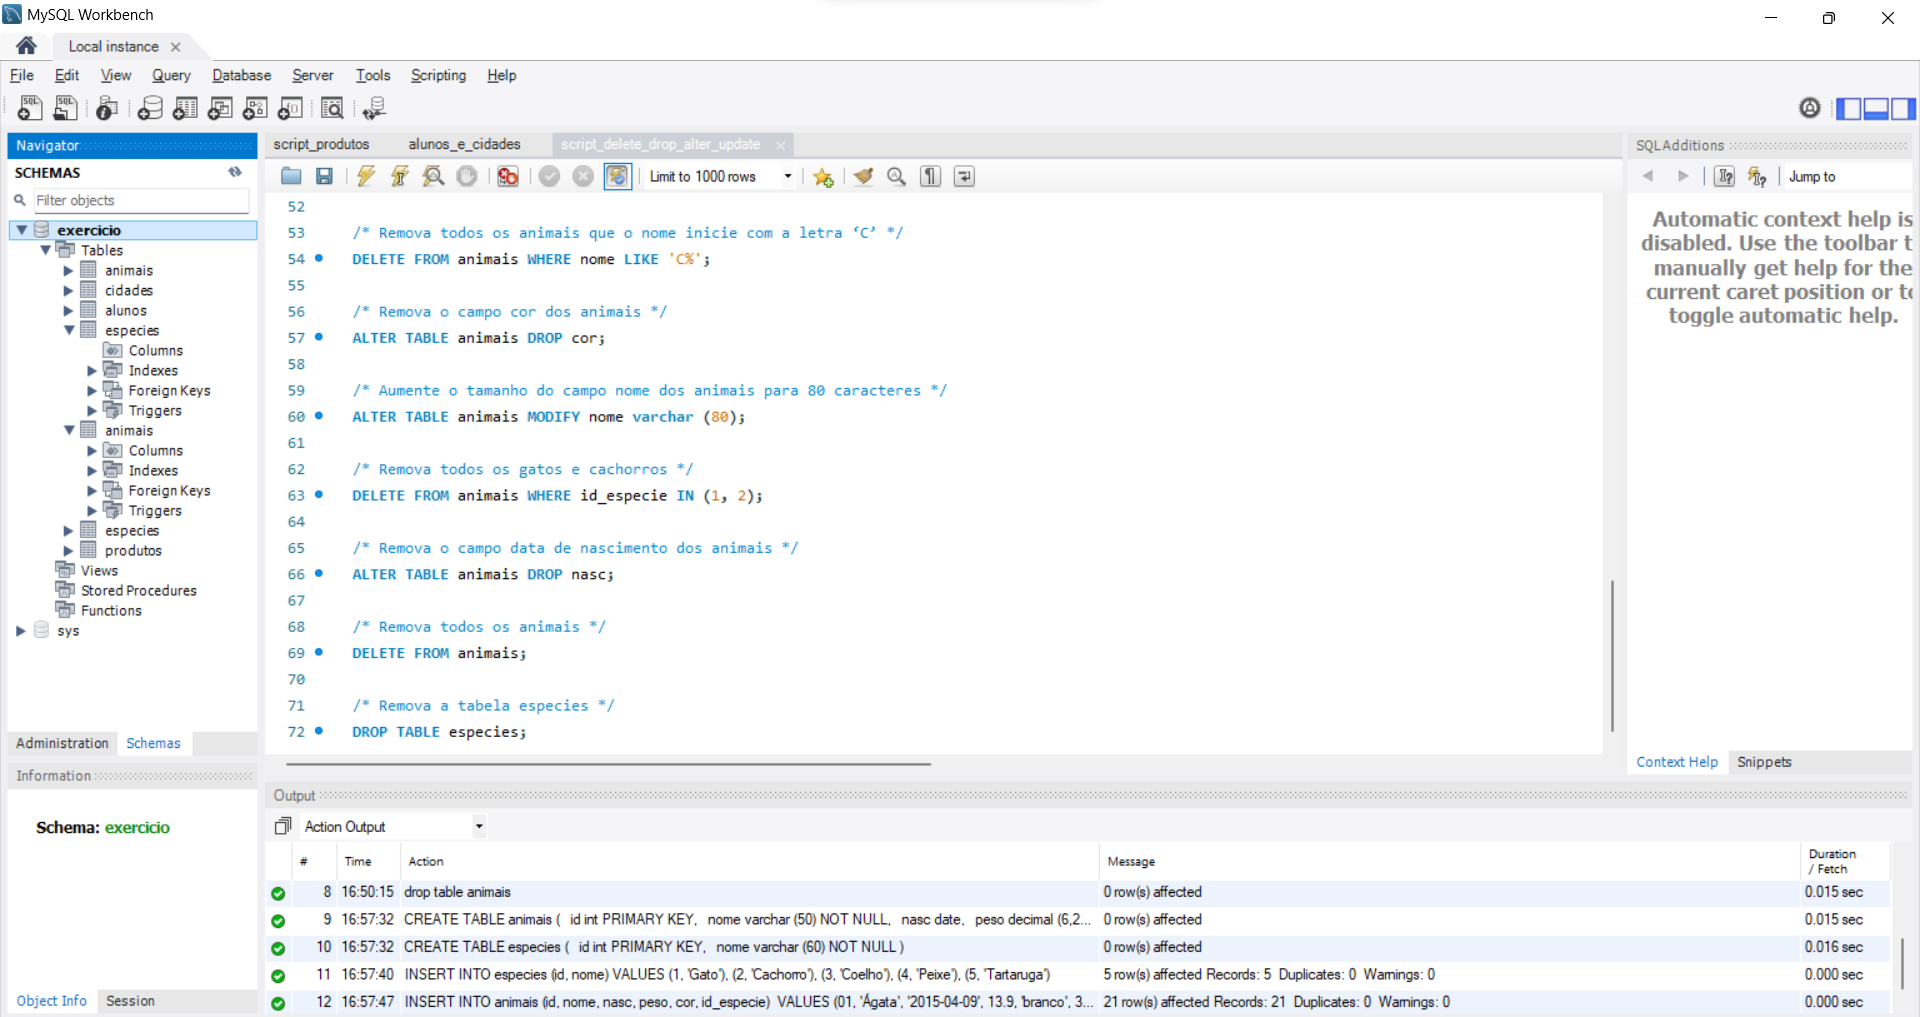 MySQL Workbench
Local instance
File Edit View Query Database Server Tools Scripting Help
Navigator
SCHEMAS
Filter objects
exercicio
Tables
animais
cidades
alunos
especies
Columns
Indexes
Foreign Keys
Triggers
animais
Columns
Indexes
Foreign Keys
Triggers
especies
produtos
Views
Stored Procedures
Functions
sys
Administration Schemas
Information
Schema: exercicio
Object Info Session
script_produtos alunos_e_cidades script_delete_drop_alter_update
Limit to 1000 rows
52
53 /* Remova todos os animais que o nome inicie com a letra ‘C’ */
54 DELETE FROM animais WHERE nome LIKE 'C%';
55
56 /* Remova o campo cor dos animais */
57 ALTER TABLE animais DROP cor;
58
59 /* Aumente o tamanho do campo nome dos animais para 80 caracteres */
60 ALTER TABLE animais MODIFY nome varchar (80);
61
62 /* Remova todos os gatos e cachorros */
63 DELETE FROM animais WHERE id_especie IN (1, 2);
64
65 /* Remova o campo data de nascimento dos animais */
66 ALTER TABLE animais DROP nasc;
67
68 /* Remova todos os animais */
69 DELETE FROM animais;
70
71 /* Remova a tabela especies */
72 DROP TABLE especies;
SQLAdditions
Jump to
Automatic context help is
disabled. Use the toolbar t
manually get help for the
current caret position or to
toggle automatic help.
Context Help Snippets
Output
Action Output
# Time Action Message Duration / Fetch
8 16:50:15 drop table animais 0 row(s) affected 0.015 sec
9 16:57:32 CREATE TABLE animais ( id int PRIMARY KEY, nome varchar (50) NOT NULL, nasc date, peso decimal (6,2... 0 row(s) affected 0.015 sec
10 16:57:32 CREATE TABLE especies ( id int PRIMARY KEY, nome varchar (60) NOT NULL ) 0 row(s) affected 0.016 sec
11 16:57:40 INSERT INTO especies (id, nome) VALUES (1, 'Gato'), (2, 'Cachorro'), (3, 'Coelho'), (4, 'Peixe'), (5, 'Tartaruga') 5 row(s) affected Records: 5 Duplicates: 0 Warnings: 0 0.000 sec
12 16:57:47 INSERT INTO animais (id, nome, nasc, peso, cor, id_especie) VALUES (01, 'Ágata', '2015-04-09', 13.9, 'branco', 3... 21 row(s) affected Records: 21 Duplicates: 0 Warnings: 0 0.000 sec